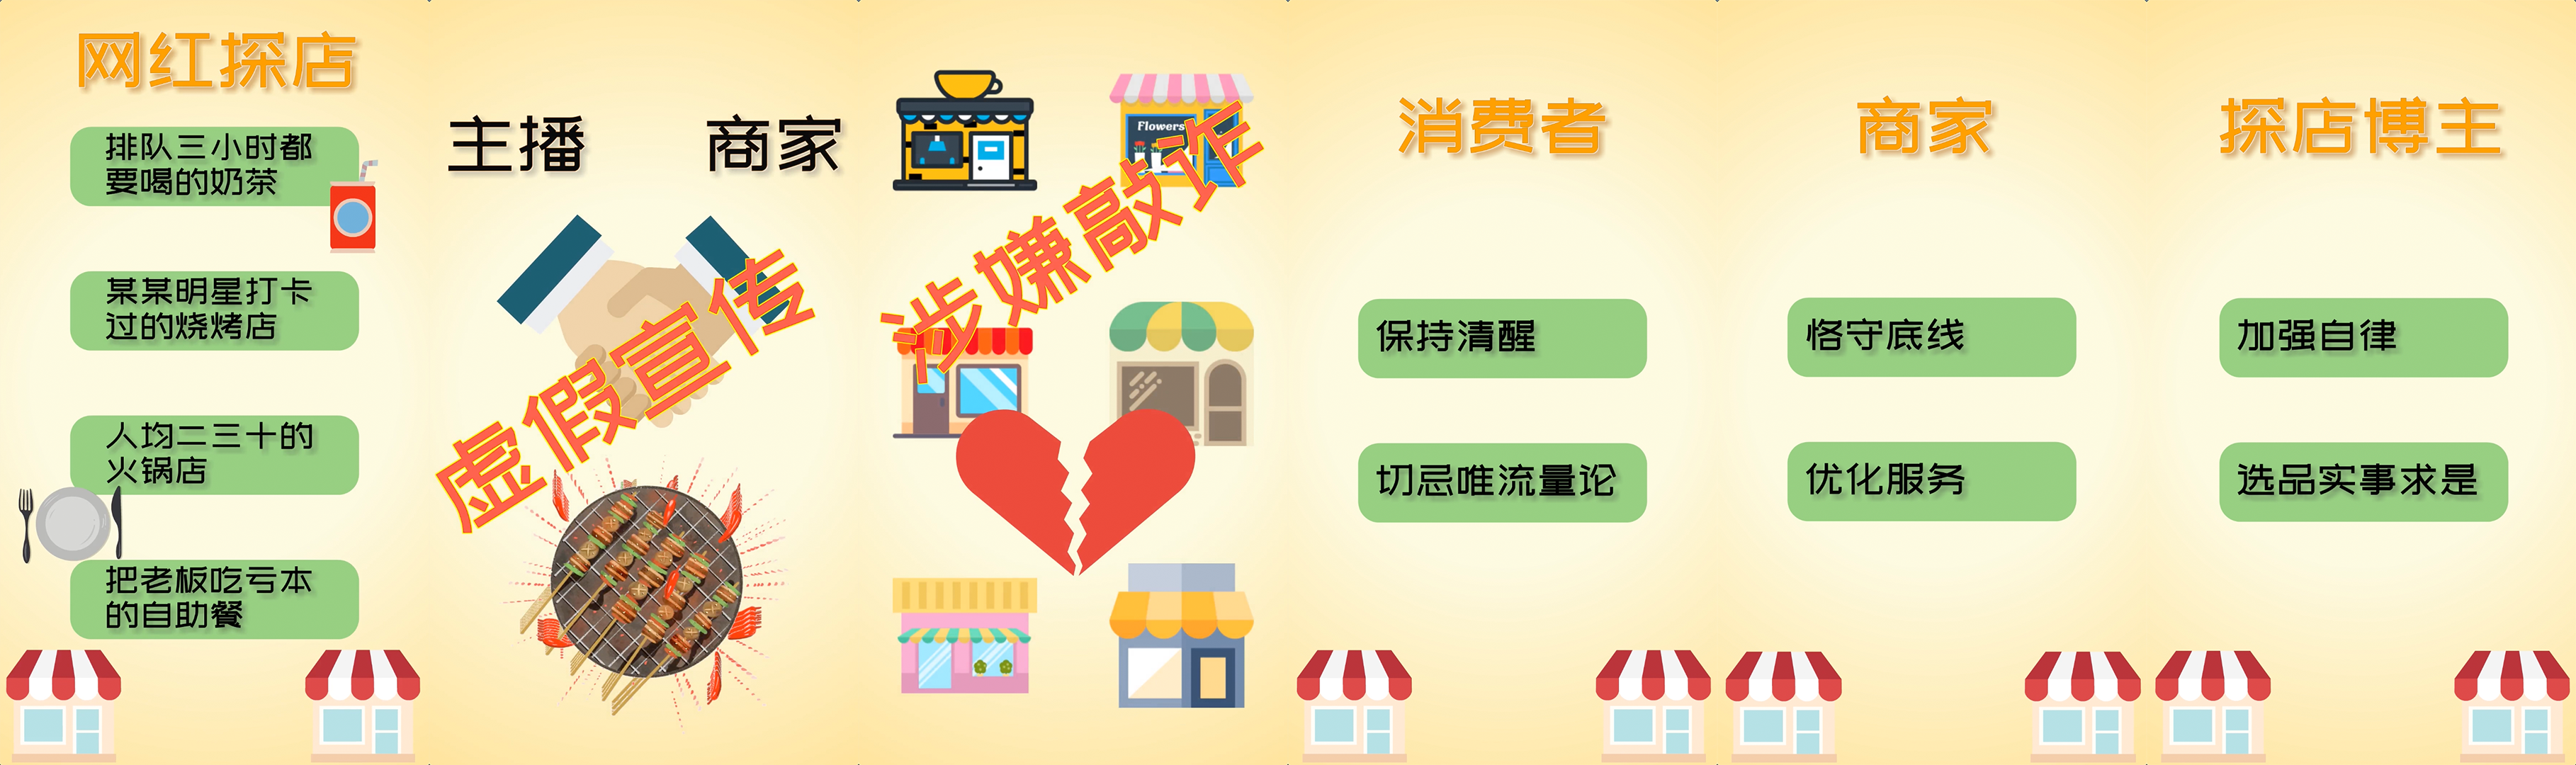 网红探店
排队三小时都
要喝的奶茶
某某明星打卡
过的烧烤店
人均二三十的
火锅店
把老板吃亏本
的自助餐
主播
商家
虚假宣传
Flowers
涉嫌敲诈
消费者
保持清醒
切忌唯流量论
商家
恪守底线
优化服务
探店博主
加强自律
选品实事求是